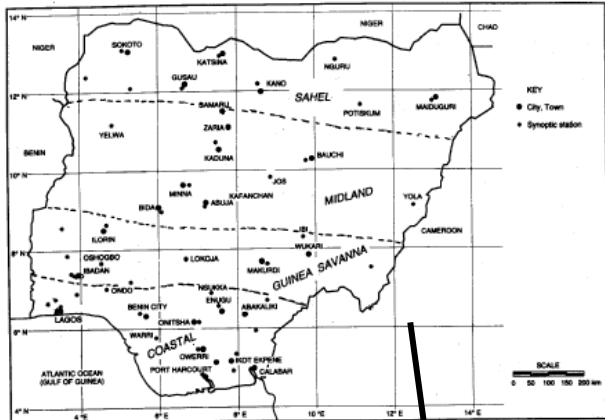 14° N
NIGER
NIGER
CHAD
SOKOTO
KATSINA
NGURU
GUSAU
KANO
KEY
12° N
SAHEL
City, Town
MAIDUGURI
SAMARU
POTISKUM
Synoptic station
YELWA
ZARIA
BENIN
KADUNA
BAUCHI
10° N
JOS
MINNA
KAFANCHAN
MIDLAND
ABUJA
YOLA
BIDA
ILORIN
IBI
CAMEROON
WUKARI
8° N
OSHOGBO
LOKOJA
IBADAN
MAKURDI
GUINEA SAVANNA
ONDO
NSUKKA
ENUGU
BENIN CITY
ABAKALIKI
ONITSHA
LAGOS
6° N
WARRI
COASTAL
OWERRI
IKOT EKPENE
SCALE
ATLANTIC OCEAN
PORT HARCOURT
CALABAR
(GULF OF GUINEA)
0 50 100 200 km
4° E
6° E
8° E
10° E
12° E
14° E